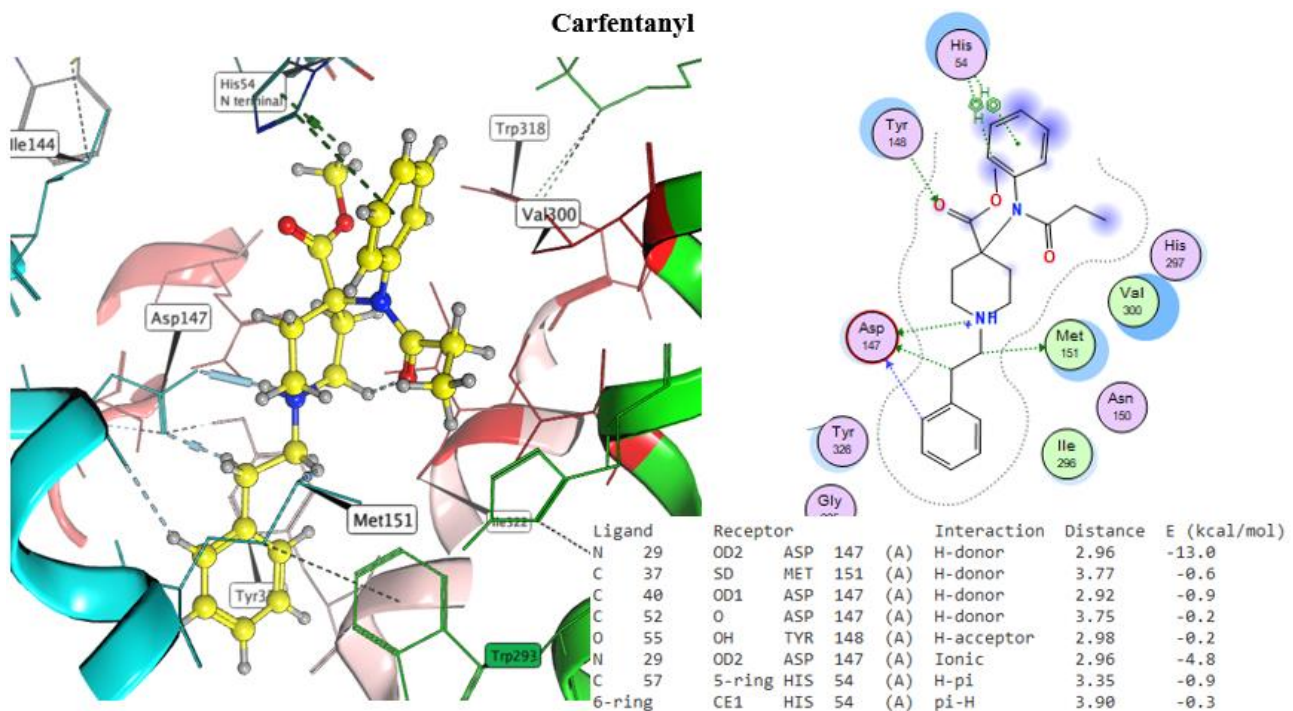 Carfentanyl
His54
N terminal
Ile144
Trp318
Val300
Asp147
Met151
Ile322
Trp293
His
54
H
H
Tyr
148
O
O
N
O
His
297
Val
300
NH
+
Asp
147
Met
151
Asn
150
Tyr
326
Ile
296
Gly
Ligand Receptor Interaction Distance E (kcal/mol)
N 29 OD2 ASP 147 (A) H-donor 2.96 -13.0
C 37 SD MET 151 (A) H-donor 3.77 -0.6
C 40 OD1 ASP 147 (A) H-donor 2.92 -0.9
C 52 O ASP 147 (A) H-donor 3.75 -0.2
O 55 OH TYR 148 (A) H-acceptor 2.98 -0.2
N 29 OD2 ASP 147 (A) Ionic 2.96 -4.8
C 57 5-ring HIS 54 (A) H-pi 3.35 -0.9
6-ring CE1 HIS 54 (A) pi-H 3.90 -0.3